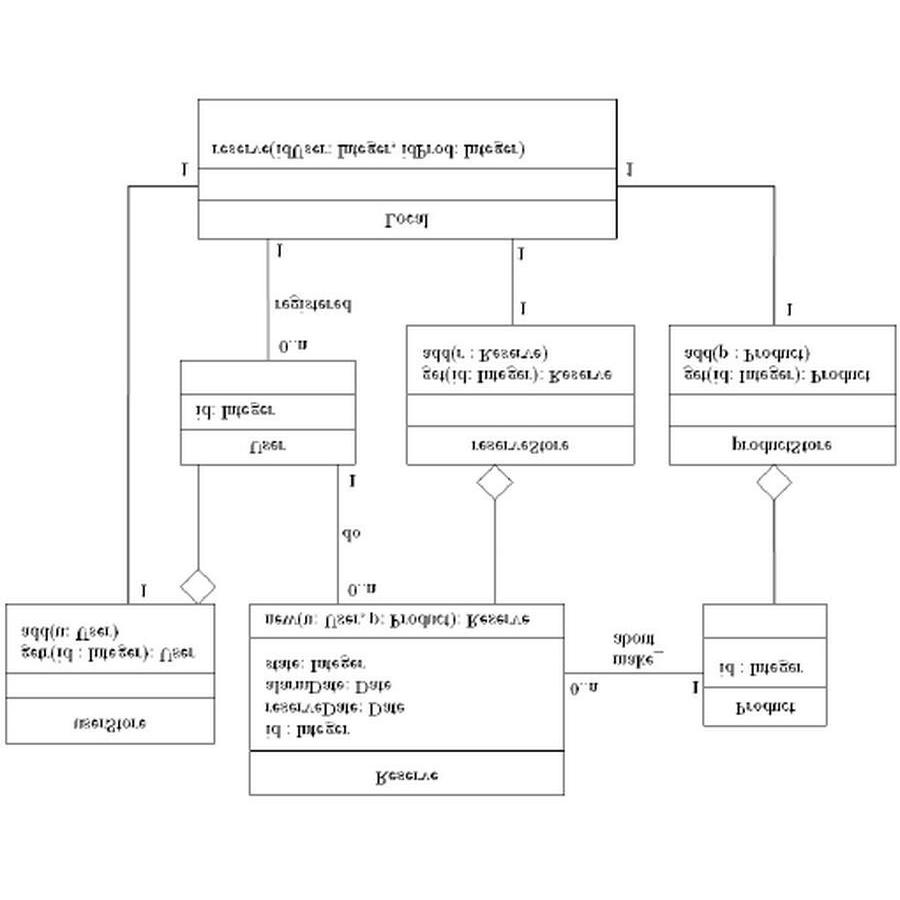 Reserve
id : Integer
reserveDate: Date
alarmDate: Date
state: Integer
new(u: User, p: Product): Reserve
userStore
getr(id : Integer): User
add(u: User)
Product
id : Integer
0..n
1
make_
about
1
0..n
do
1
User
id: Integer
reserveStore
get(id: Integer): Reserve
add(r : Reserve)
productStore
get(id: Integer): Product
add(p : Product)
0..n
registered
1
1
1
1
Local
reserve(idUser: Integer, idProd: Integer)
1
1